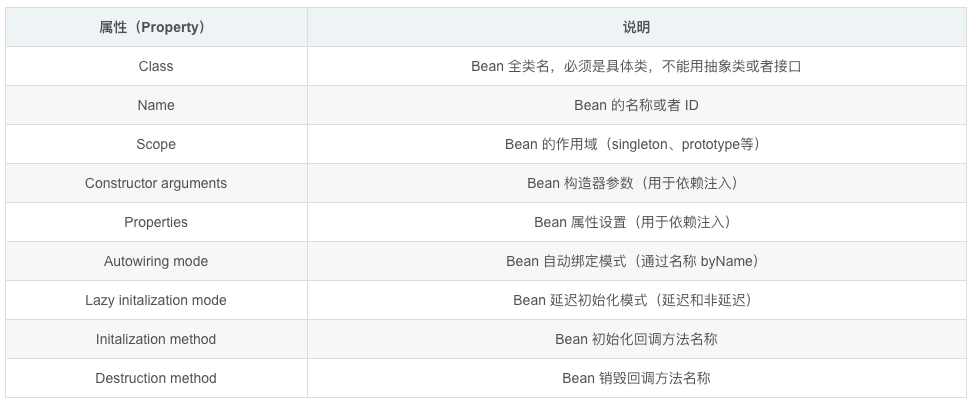 属性（Property） 说明
Class Bean 全类名，必须是具体类，不能用抽象类或者接口
Name Bean 的名称或者 ID
Scope Bean 的作用域（singleton、prototype等）
Constructor arguments Bean 构造器参数（用于依赖注入）
Properties Bean 属性设置（用于依赖注入）
Autowiring mode Bean 自动绑定模式（通过名称 byName）
Lazy initalization mode Bean 延迟初始化模式（延迟和非延迟）
Initalization method Bean 初始化回调方法名称
Destruction method Bean 销毁回调方法名称